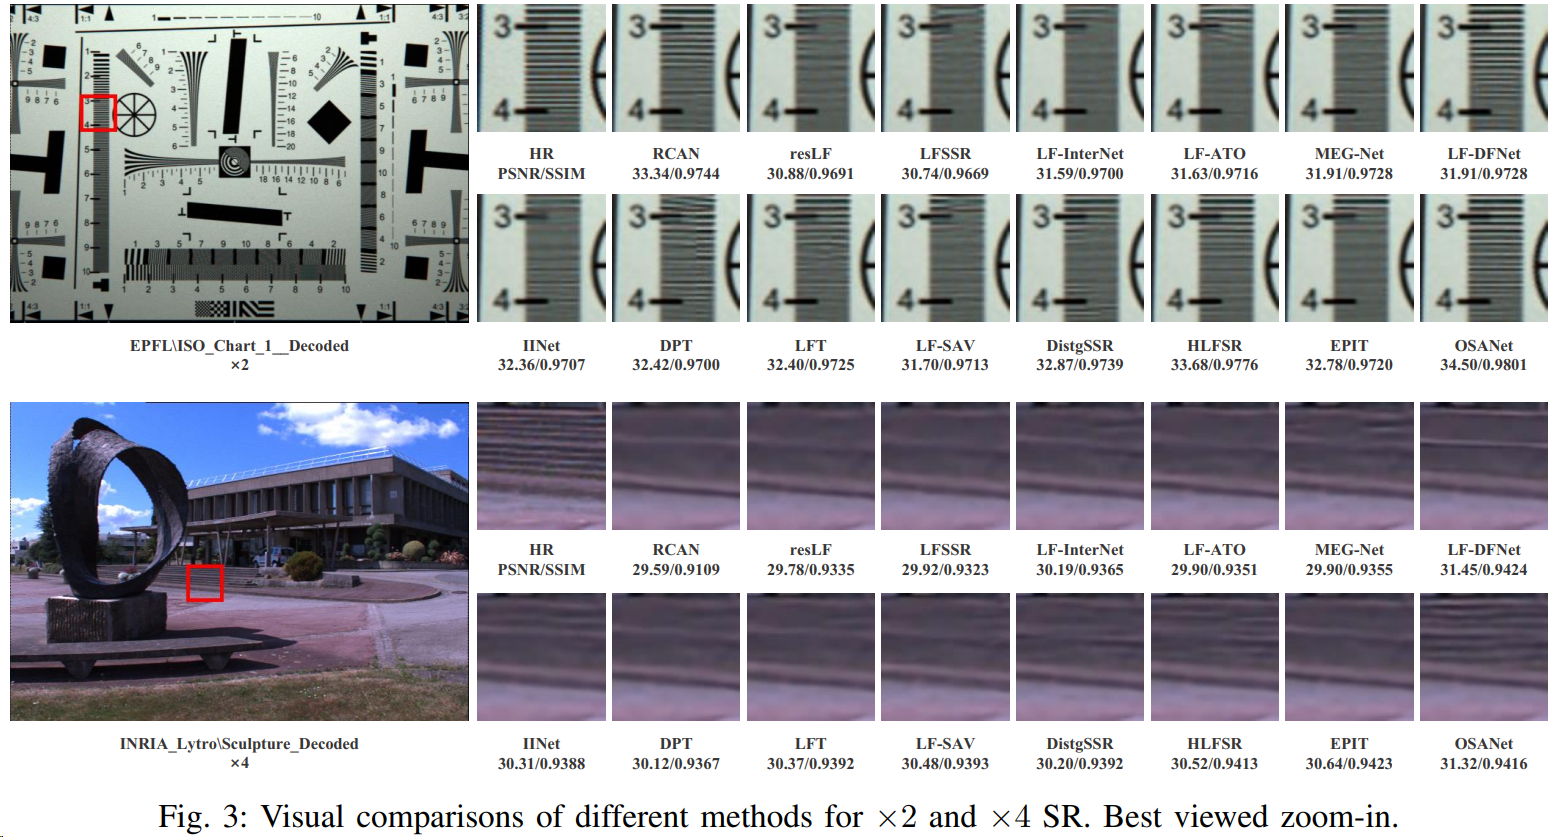 HR RCAN resLF LFSSR LF-InterNet LF-ATO MEG-Net LF-DFNet
PSNR/SSIM 33.34/0.9744 30.88/0.9691 30.74/0.9669 31.59/0.9700 31.63/0.9716 31.91/0.9728 31.91/0.9728
EPFL\ISO_Chart_1__Decoded
×2
IINet DPT LFT LF-SAV DistgSSR HLFSR EPIT OSANet
32.36/0.9707 32.42/0.9700 32.40/0.9725 31.70/0.9713 32.87/0.9739 33.68/0.9776 32.78/0.9720 34.50/0.9801
HR RCAN resLF LFSSR LF-InterNet LF-ATO MEG-Net LF-DFNet
PSNR/SSIM 29.59/0.9109 29.78/0.9335 29.92/0.9323 30.19/0.9365 29.90/0.9351 29.90/0.9355 31.45/0.9424
INRIA_Lytro\Sculpture_Decoded
×4
IINet DPT LFT LF-SAV DistgSSR HLFSR EPIT OSANet
30.31/0.9388 30.12/0.9367 30.37/0.9392 30.48/0.9393 30.20/0.9392 30.52/0.9413 30.64/0.9423 31.32/0.9416
Fig. 3: Visual comparisons of different methods for ×2 and ×4 SR. Best viewed zoom-in.